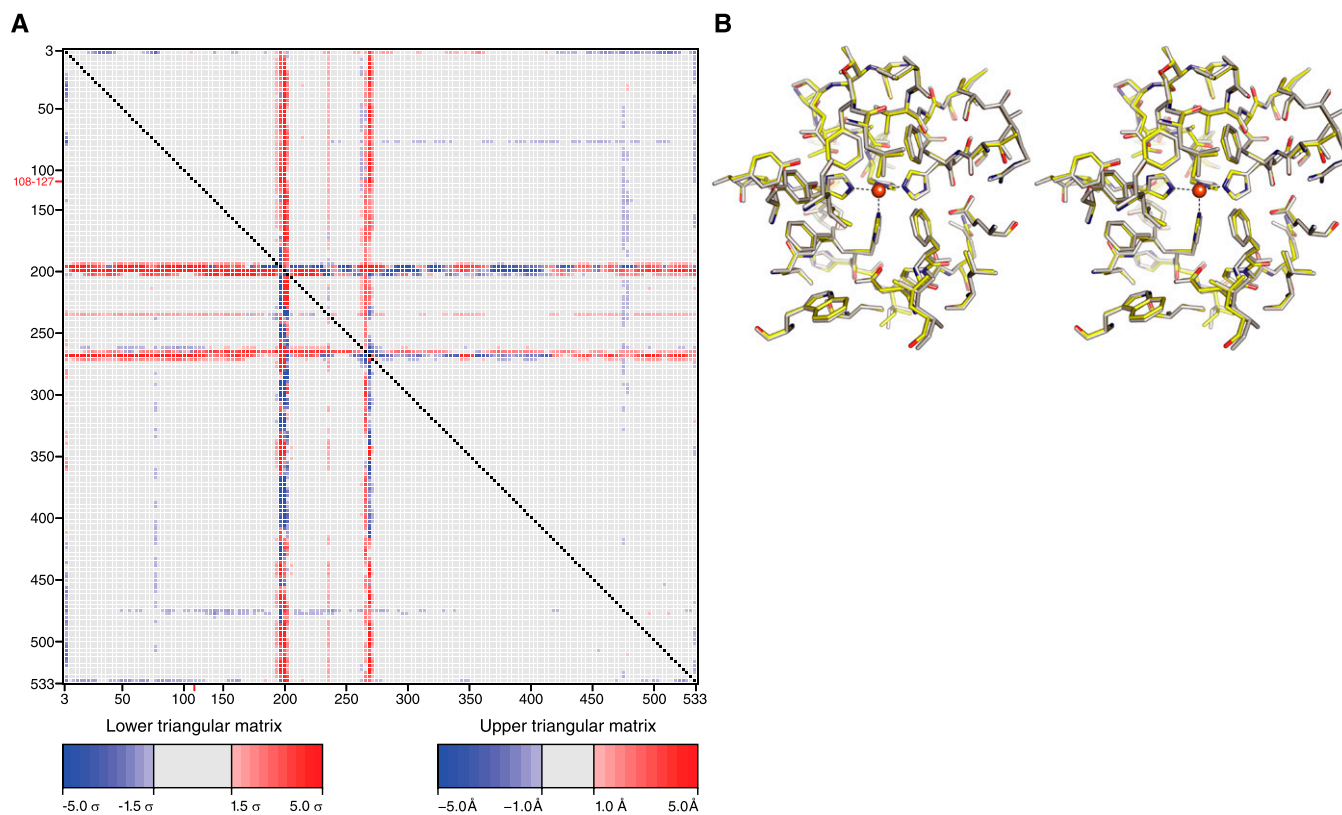 A
B
3
50
100
108-127
150
200
250
300
350
400
450
500
533
3 50 100 150 200 250 300 350 400 450 500 533
Lower triangular matrix Upper triangular matrix
-5.0 σ -1.5 σ 1.5 σ 5.0 σ −5.0Å −1.0Å 1.0 Å 5.0Å